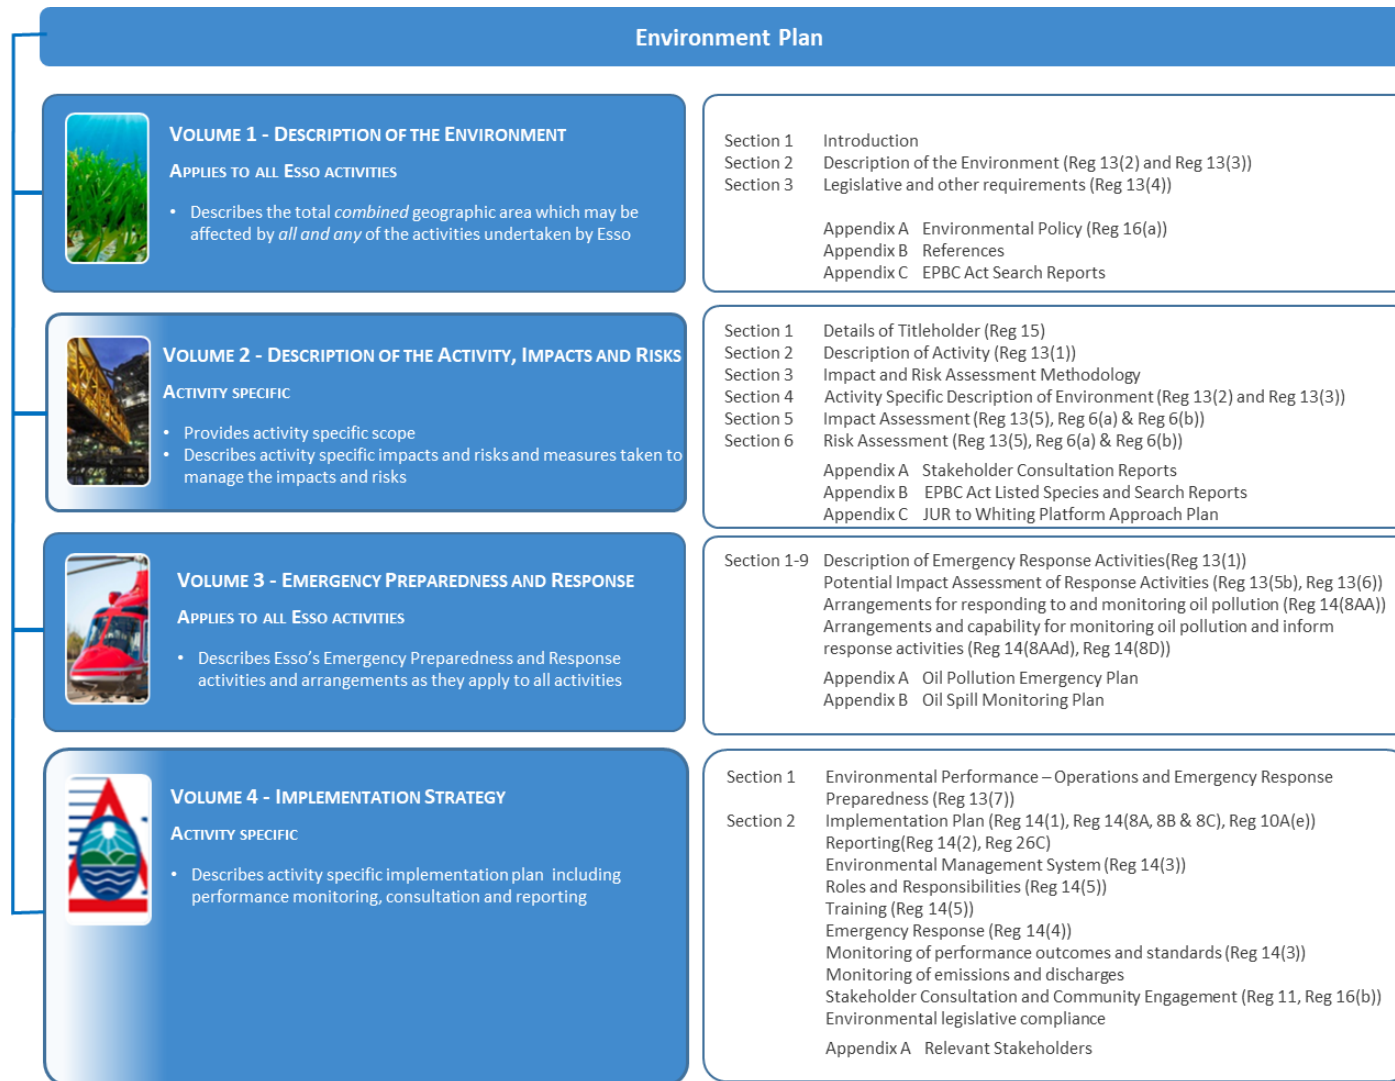 Environment Plan
VOLUME 1 - DESCRIPTION OF THE ENVIRONMENT
APPLIES TO ALL ESSO ACTIVITIES
• Describes the total combined geographic area which may be
affected by all and any of the activities undertaken by Esso
Section 1 Introduction
Section 2 Description of the Environment (Reg 13(2) and Reg 13(3))
Section 3 Legislative and other requirements (Reg 13(4))
Appendix A Environmental Policy (Reg 16(a))
Appendix B References
Appendix C EPBC Act Search Reports
VOLUME 2 - DESCRIPTION OF THE ACTIVITY, IMPACTS AND RISKS
ACTIVITY SPECIFIC
• Provides activity specific scope
• Describes activity specific impacts and risks and measures taken to
manage the impacts and risks
Section 1 Details of Titleholder (Reg 15)
Section 2 Description of Activity (Reg 13(1))
Section 3 Impact and Risk Assessment Methodology
Section 4 Activity Specific Description of Environment (Reg 13(2) and Reg 13(3))
Section 5 Impact Assessment (Reg 13(5), Reg 6(a) & Reg 6(b))
Section 6 Risk Assessment (Reg 13(5), Reg 6(a) & Reg 6(b))
Appendix A Stakeholder Consultation Reports
Appendix B EPBC Act Listed Species and Search Reports
Appendix C JUR to Whiting Platform Approach Plan
VOLUME 3 - EMERGENCY PREPAREDNESS AND RESPONSE
APPLIES TO ALL ESSO ACTIVITIES
• Describes Esso's Emergency Preparedness and Response
activities and arrangements as they apply to all activities
Section 1-9 Description of Emergency Response Activities(Reg 13(1))
Potential Impact Assessment of Response Activities (Reg 13(5b), Reg 13(6)
Arrangements for responding to and monitoring oil pollution (Reg 14(8AA))
Arrangements and capability for monitoring oil pollution and inform
response activities (Reg 14(8AAd), Reg 14(8D))
Appendix A Oil Pollution Emergency Plan
Appendix B Oil Spill Monitoring Plan
VOLUME 4 - IMPLEMENTATION STRATEGY
ACTIVITY SPECIFIC
• Describes activity specific implementation plan including
performance monitoring, consultation and reporting
Section 1 Environmental Performance – Operations and Emergency Response
Preparedness (Reg 13(7))
Section 2 Implementation Plan (Reg 14(1), Reg 14(8A, 8B & 8C), Reg 10A(e))
Reporting(Reg 14(2), Reg 26C)
Environmental Management System (Reg 14(3))
Roles and Responsibilities (Reg 14(5))
Training (Reg 14(5))
Emergency Response (Reg 14(4))
Monitoring of performance outcomes and standards (Reg 14(3))
Monitoring of emissions and discharges
Stakeholder Consultation and Community Engagement (Reg 11, Reg 16(b))
Environmental legislative compliance
Appendix A Relevant Stakeholders